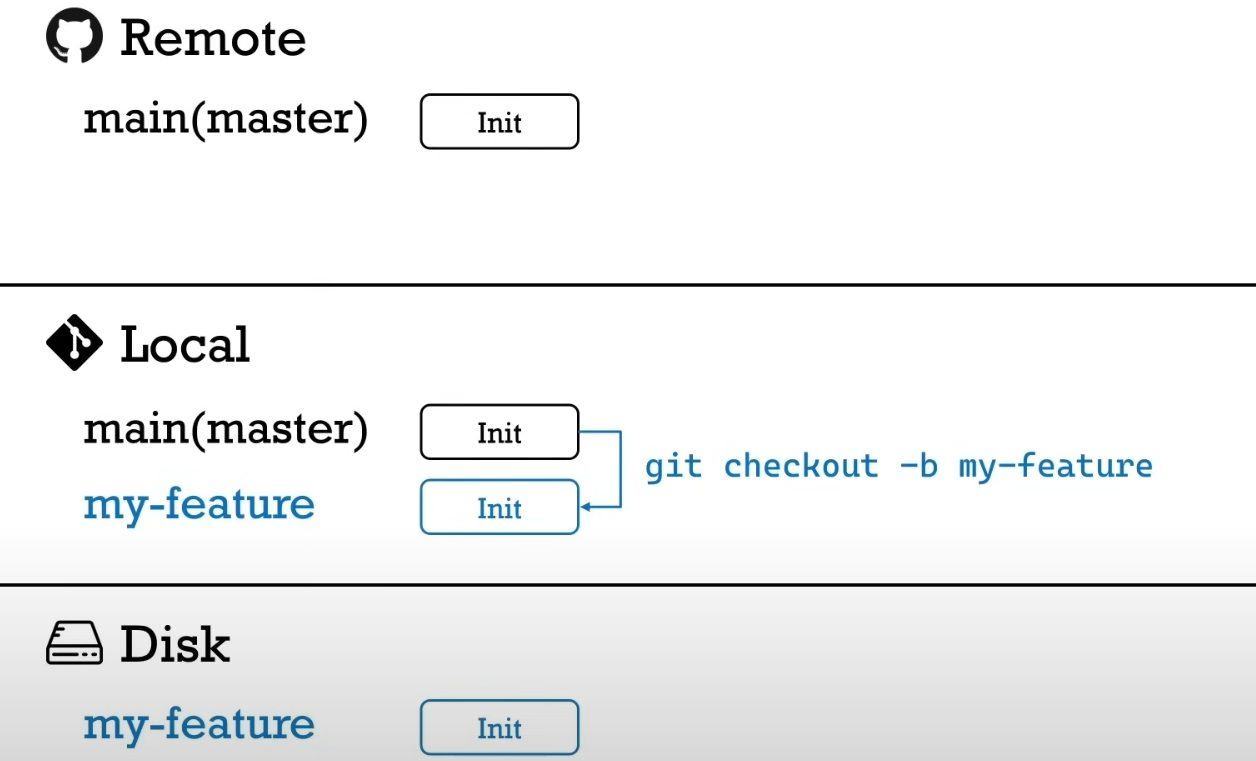 Remote
main(master) Init
Local
main(master) Init
git checkout -b my-feature
my-feature Init
Disk
my-feature Init